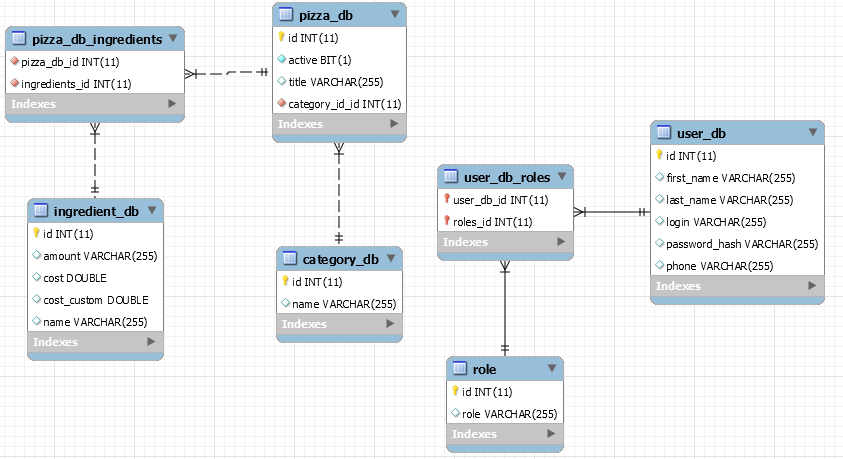 pizza_db_ingredients
pizza_db_id INT(11)
ingredients_id INT(11)
Indexes
pizza_db
id INT(11)
active BIT(1)
title VARCHAR(255)
category_id_id INT(11)
Indexes
ingredient_db
id INT(11)
amount VARCHAR(255)
cost DOUBLE
cost_custom DOUBLE
name VARCHAR(255)
Indexes
category_db
id INT(11)
name VARCHAR(255)
Indexes
user_db_roles
user_db_id INT(11)
roles_id INT(11)
Indexes
user_db
id INT(11)
first_name VARCHAR(255)
last_name VARCHAR(255)
login VARCHAR(255)
password_hash VARCHAR(255)
phone VARCHAR(255)
Indexes
role
id INT(11)
role VARCHAR(255)
Indexes